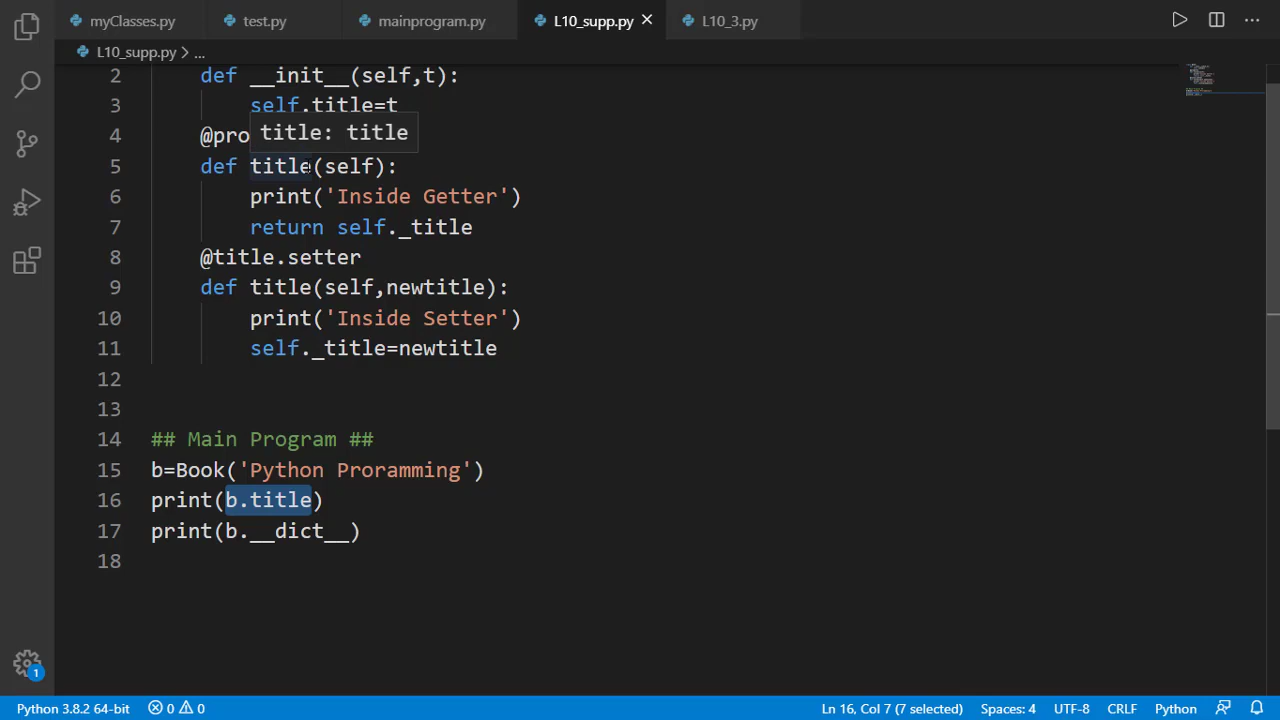 myClasses.py test.py mainprogram.py L10_supp.py × L10_3.py ...
L10_supp.py > ...
2 def __init__(self,t):
3 self.title=t
4 @pro
title: title
5 def title(self):
6 print('Inside Getter')
7 return self._title
8 @title.setter
9 def title(self,newtitle):
10 print('Inside Setter')
11 self._title=newtitle
12
13
14 ## Main Program ##
15 b=Book('Python Proramming')
16 print(b.title)
17 print(b.__dict__)
18
1
Python 3.8.2 64-bit 0 0 Ln 16, Col 7 (7 selected) Spaces: 4 UTF-8 CRLF Python